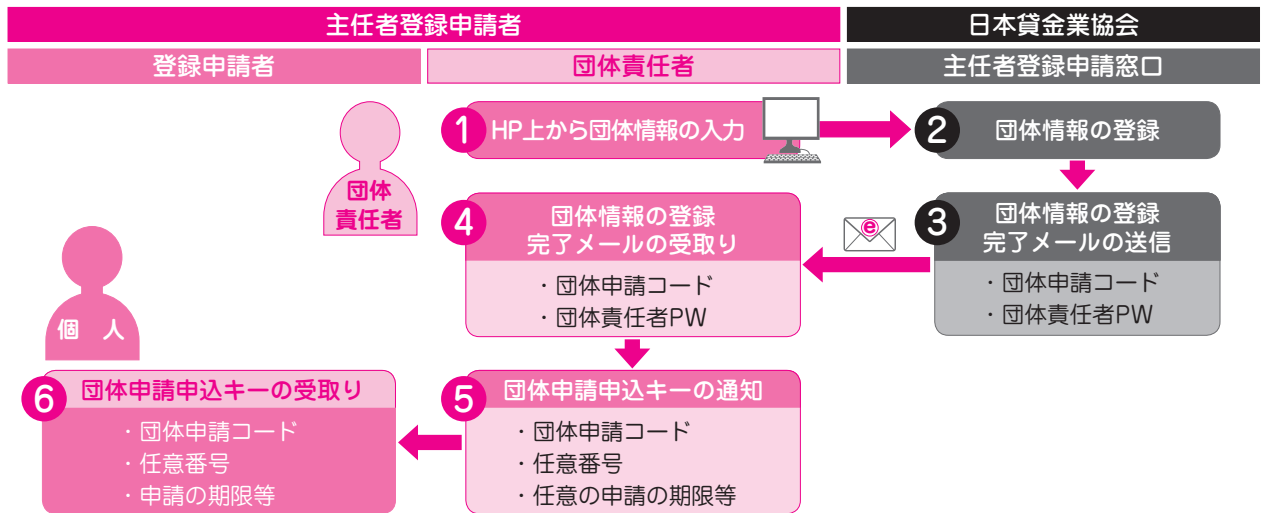 主任者登録申請者
日本貸金業協会
登録申請者
団体責任者
主任者登録申請窓口
1 HP上から団体情報の入力
2 団体情報の登録
団体
責任者
4 団体情報の登録
完了メールの受取り
・団体申請コード
・団体責任者PW
e
3 団体情報の登録
完了メールの送信
・団体申請コード
・団体責任者PW
個 人
6 団体申請申込キーの受取り
・団体申請コード
・任意番号
・申請の期限等
5 団体申請申込キーの通知
・団体申請コード
・任意番号
・任意の申請の期限等